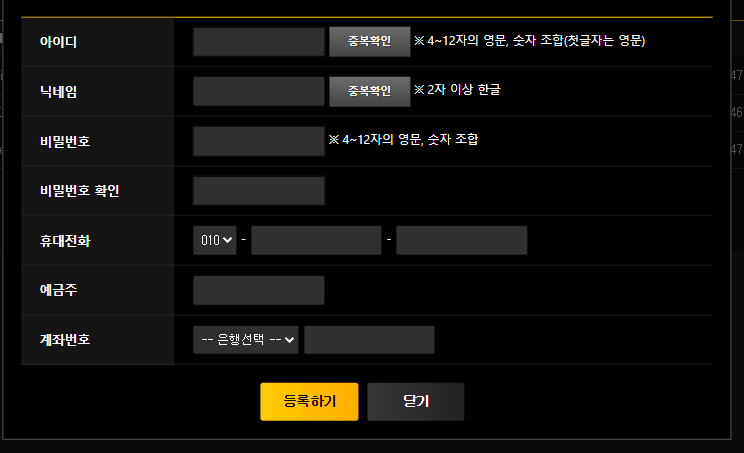 아이디 중복확인 ※ 4~12자의 영문, 숫자 조합(첫글자는 영문)
닉네임 중복확인 ※ 2자 이상 한글
비밀번호 ※ 4~12자의 영문, 숫자 조합
비밀번호 확인
휴대전화 010 - -
예금주
계좌번호 -- 은행선택 --
등록하기 닫기
47
46
47